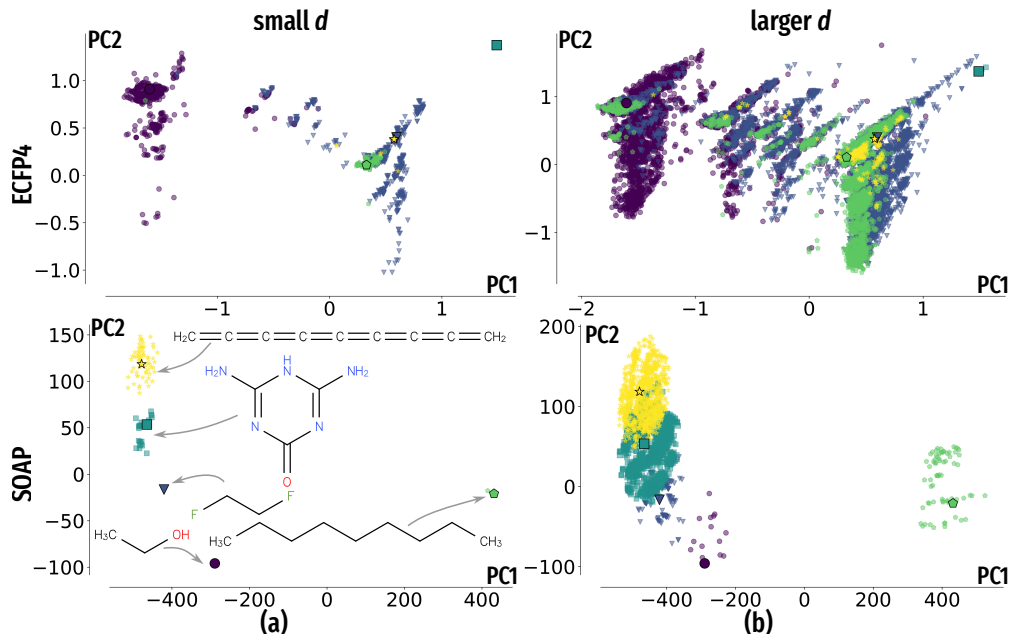 small d
larger d
PC2
ECFP4
1.0
0.5
0.0
−0.5
−1.0
PC1
−1
0
1
PC2
1
0
−1
PC1
−2
−1
0
1
PC2
SOAP
150
100
50
0
−50
−100
H₂C C C C C C C C CH₂
H
H₂N N NH₂
N N
O
F
F
H₃C OH
H₃C CH₃
PC1
−400 −200 0 200 400
(a)
PC2
200
100
0
−100
PC1
−400 −200 0 200 400
(b)